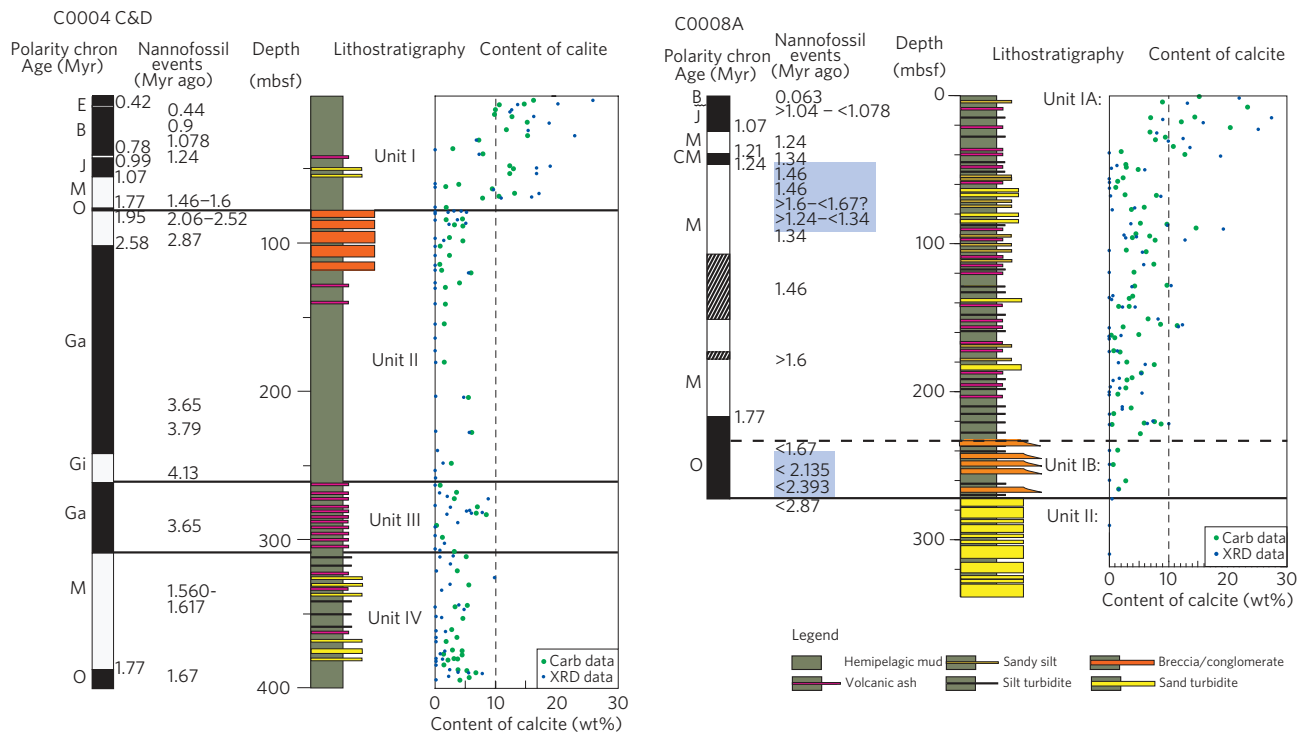 C0004 C&D
Polarity chron
Age (Myr)
Nannofossil
events
(Myr ago)
Depth
(mbsf)
Lithostratigraphy
Content of calite
E
0.42
0.44
B
0.9
0.78
1.078
0.99
1.24
J
1.07
M
1.77
1.46–1.6
O
1.95
2.06–2.52
2.58
2.87
Ga
3.65
3.79
Gi
4.13
Ga
3.65
M
1.560-
1.617
1.77
O
1.67
100
200
300
400
Unit I
Unit II
Unit III
Unit IV
Carb data
XRD data
0
10
20
30
Content of calcite (wt%)
C0008A
Polarity chron
Age (Myr)
Nannofossil
events
(Myr ago)
Depth
(mbsf)
Lithostratigraphy
Content of calcite
B
0.063
>1.04 – <1.078
J
1.07
M
1.24
1.21
CM
1.34
1.24
1.46
1.46
>1.6–<1.67?
>1.24–<1.34
M
1.34
1.46
>1.6
M
1.77
<1.67
O
< 2.135
<2.393
<2.87
0
100
200
300
Unit IA:
Unit IB:
Unit II:
Carb data
XRD data
0
10
20
30
Content of calcite (wt%)
Legend
Hemipelagic mud
Sandy silt
Breccia/conglomerate
Volcanic ash
Silt turbidite
Sand turbidite